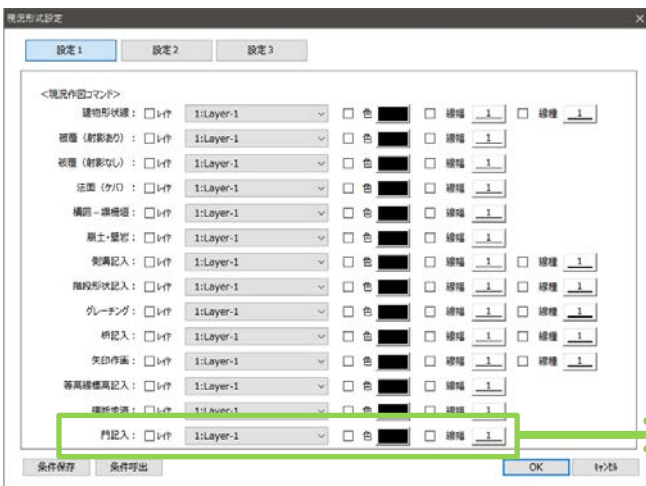 現況形式設定
設定1 設定2 設定3
<現況作図コマンド>
建物形状線： レイヤ 1:Layer-1 色 線幅 1 線種 1
被覆（射影あり）： レイヤ 1:Layer-1 色 線幅 1
被覆（射影なし）： レイヤ 1:Layer-1 色 線幅 1
法面（ケバ）： レイヤ 1:Layer-1 色 線幅 1
構囲－塀柵垣： レイヤ 1:Layer-1 色 線幅 1
崩土・壁岩： レイヤ 1:Layer-1 色 線幅 1
側溝記入： レイヤ 1:Layer-1 色 線幅 1 線種 1
階段形状記入： レイヤ 1:Layer-1 色 線幅 1 線種 1
グレーチング： レイヤ 1:Layer-1 色 線幅 1 線種 1
桥記入： レイヤ 1:Layer-1 色 線幅 1 線種 1
矢印作画： レイヤ 1:Layer-1 色 線幅 1 線種 1
等高線標高記入： レイヤ 1:Layer-1 色 線幅 1
横断歩道： レイヤ 1:Layer-1 色 線幅 1
門記入： レイヤ 1:Layer-1 色 線幅 1
条件保存 条件呼出 OK キャンセル